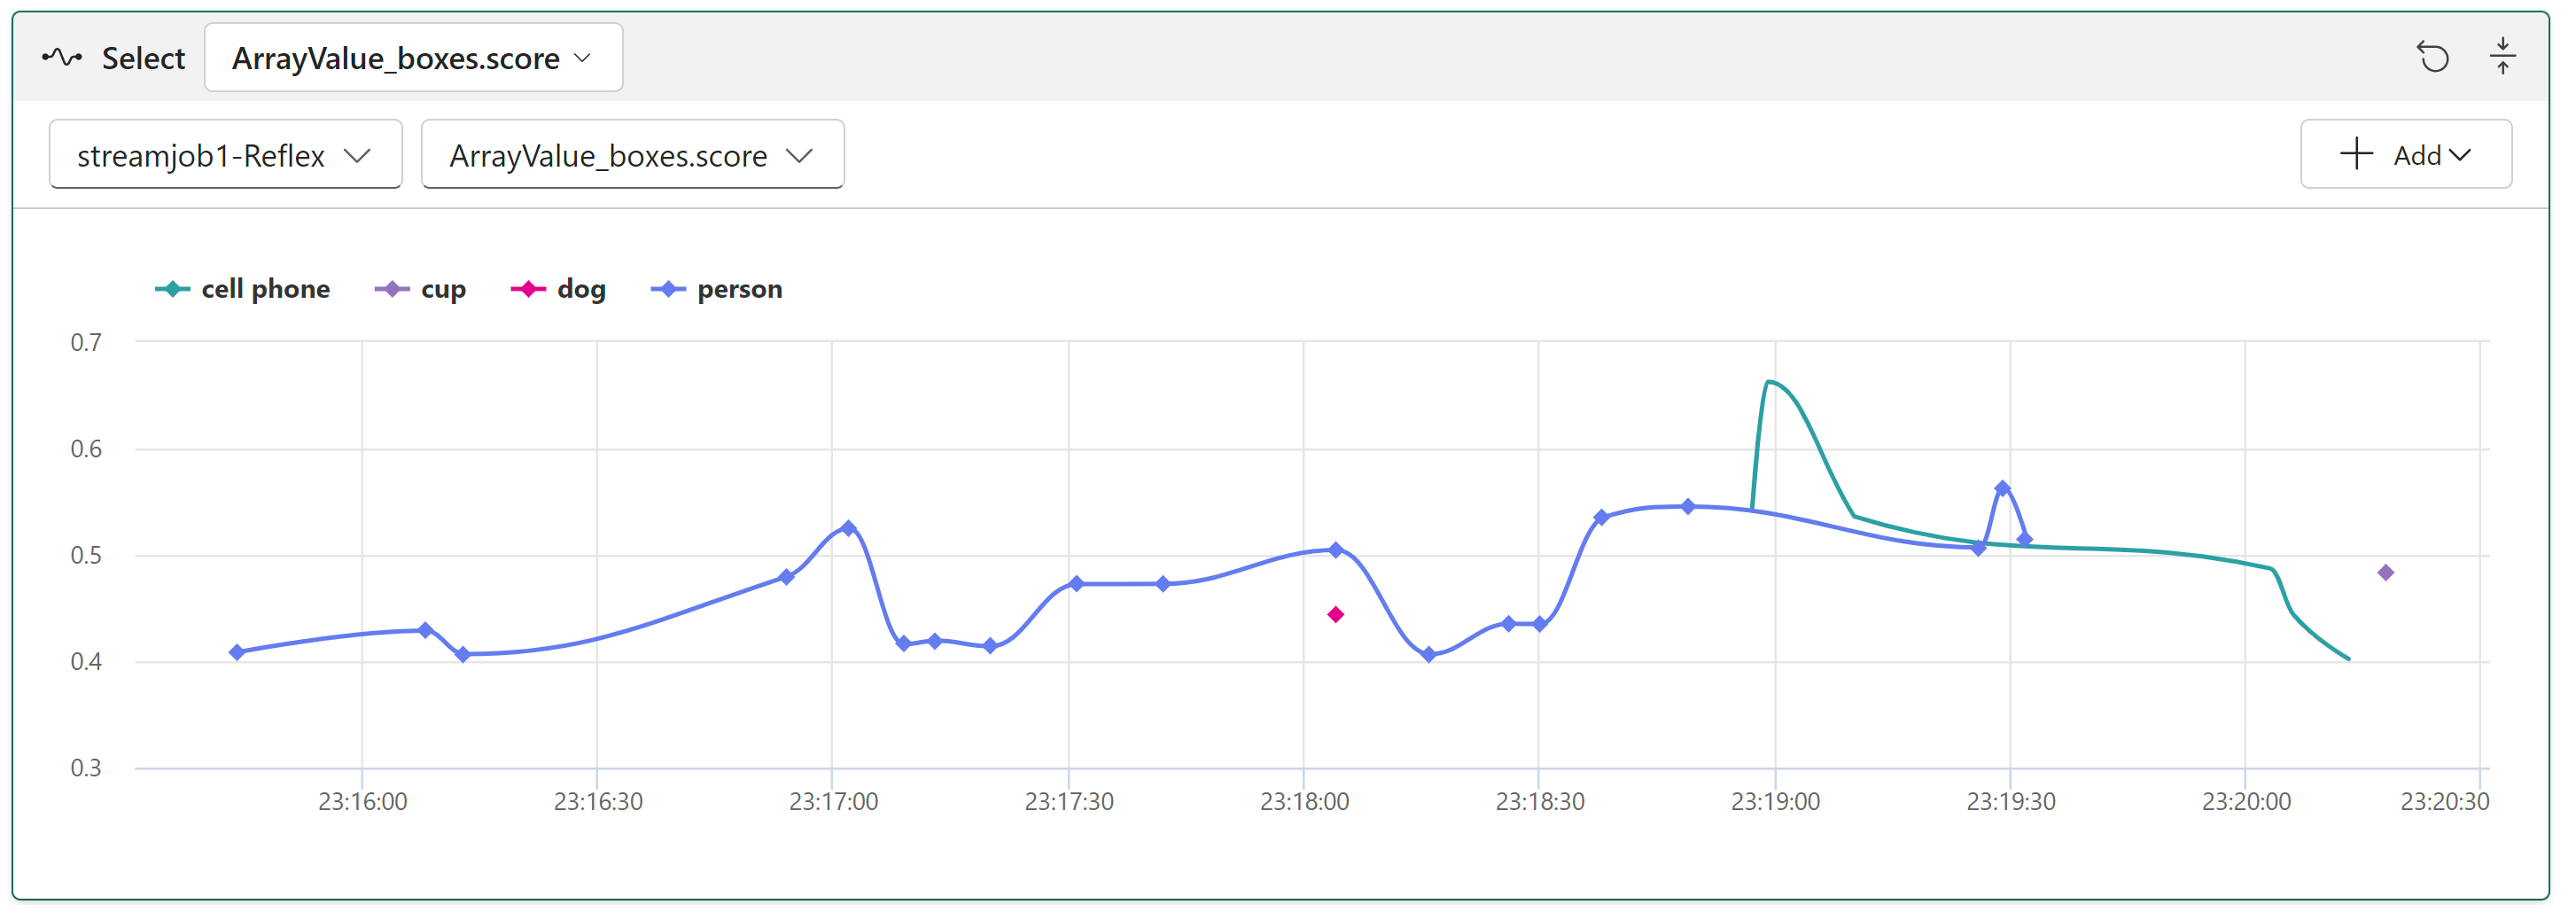 Select ArrayValue_boxes.score
streamjob1-Reflex ArrayValue_boxes.score Add
cell phone cup dog person
0.7
0.6
0.5
0.4
0.3
23:16:00 23:16:30 23:17:00 23:17:30 23:18:00 23:18:30 23:19:00 23:19:30 23:20:00 23:20:30